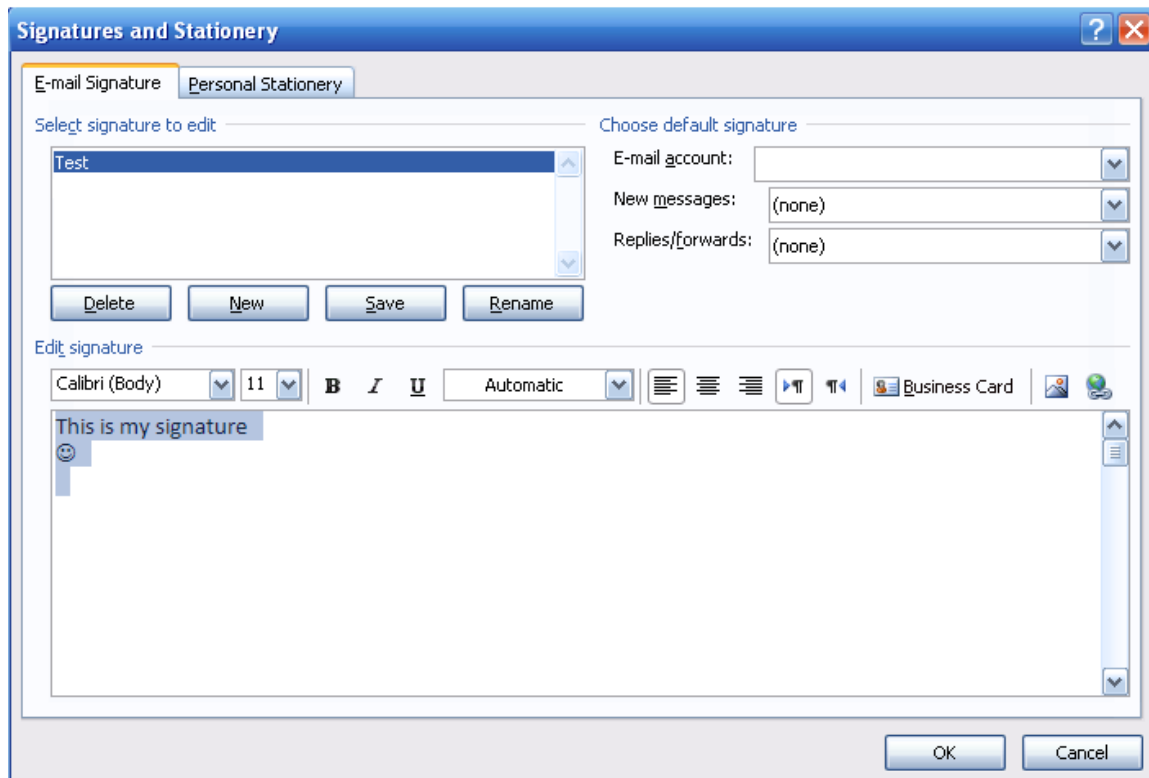 Signatures and Stationery
E-mail Signature
Personal Stationery
Select signature to edit
Test
Delete
New
Save
Rename
Choose default signature
E-mail account:
New messages:
(none)
Replies/forwards:
(none)
Edit signature
Calibri (Body)
11
B
I
U
Automatic
Business Card
This is my signature
☺
OK
Cancel